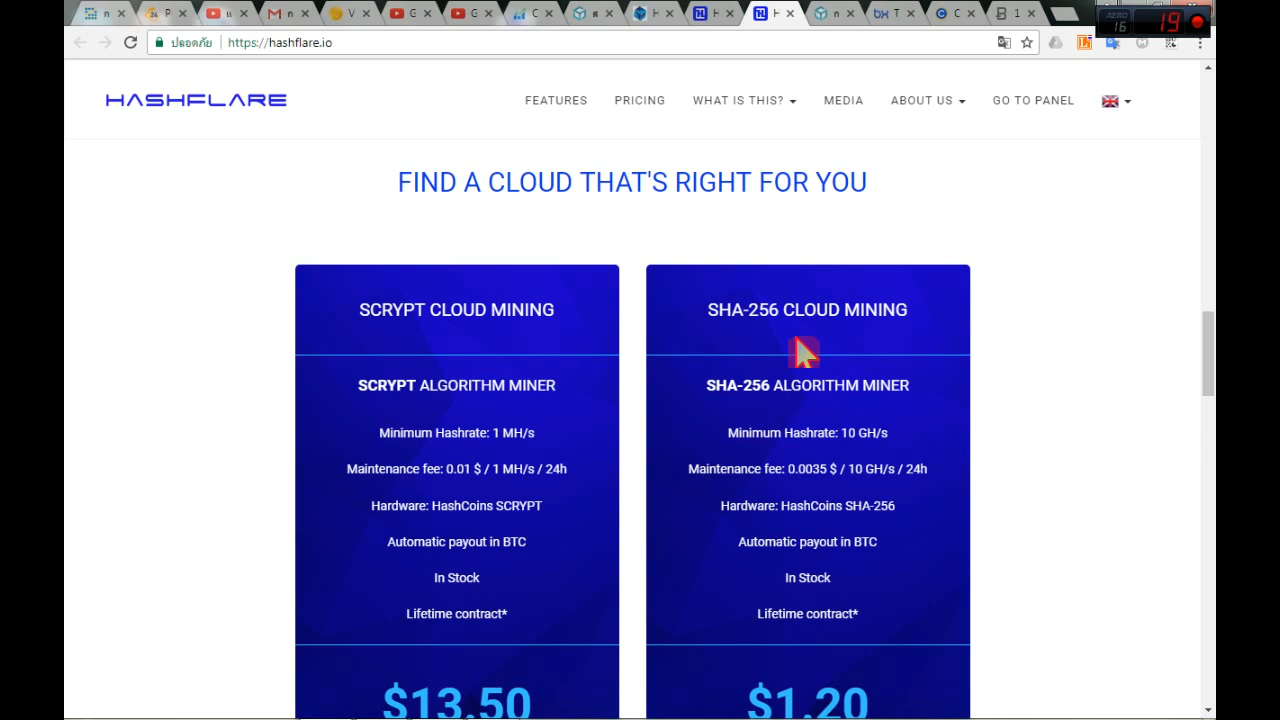 ปลอดภัย
https://hashflare.io
ZERO
16
19
HASHFLARE
FEATURES
PRICING
WHAT IS THIS?
MEDIA
ABOUT US
GO TO PANEL
FIND A CLOUD THAT'S RIGHT FOR YOU
SCRYPT CLOUD MINING
SCRYPT ALGORITHM MINER
Minimum Hashrate: 1 MH/s
Maintenance fee: 0.01 $ / 1 MH/s / 24h
Hardware: HashCoins SCRYPT
Automatic payout in BTC
In Stock
Lifetime contract*
$13.50
SHA-256 CLOUD MINING
SHA-256 ALGORITHM MINER
Minimum Hashrate: 10 GH/s
Maintenance fee: 0.0035 $ / 10 GH/s / 24h
Hardware: HashCoins SHA-256
Automatic payout in BTC
In Stock
Lifetime contract*
$1.20